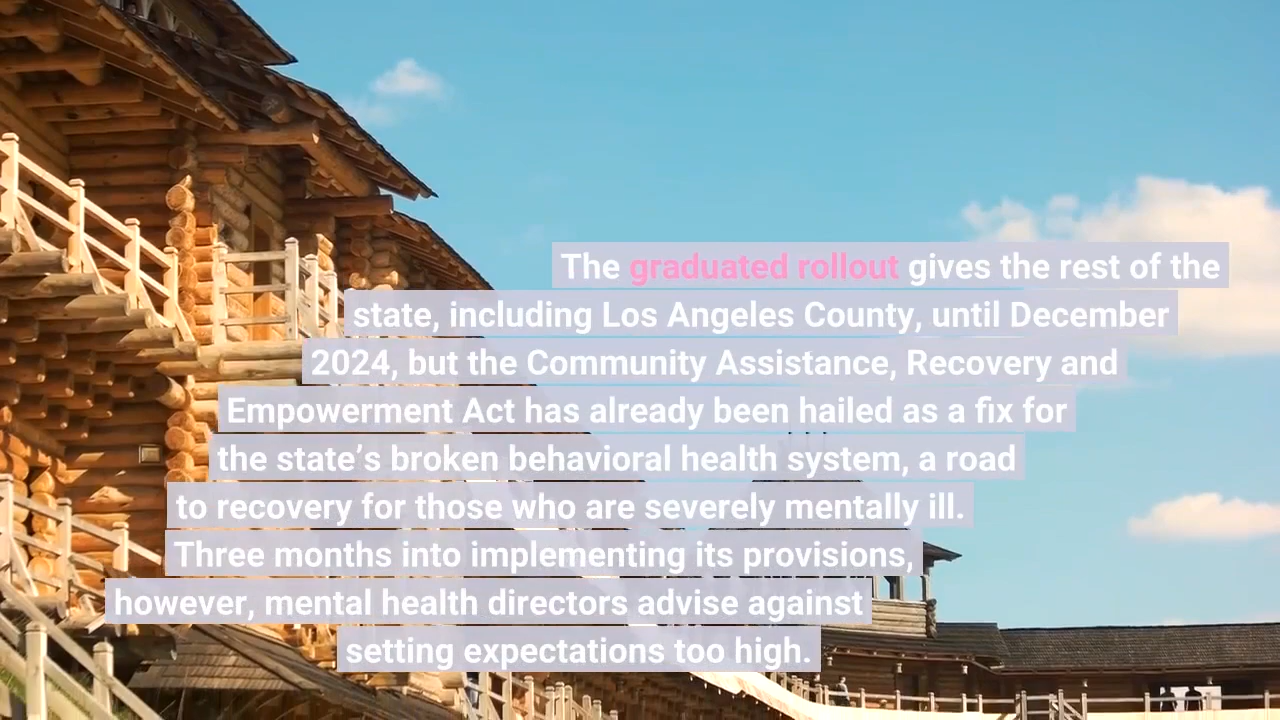 The graduated rollout gives the rest of the
state, including Los Angeles County, until December
2024, but the Community Assistance, Recovery and
Empowerment Act has already been hailed as a fix for
the state’s broken behavioral health system, a road
to recovery for those who are severely mentally ill.
Three months into implementing its provisions,
however, mental health directors advise against
setting expectations too high.